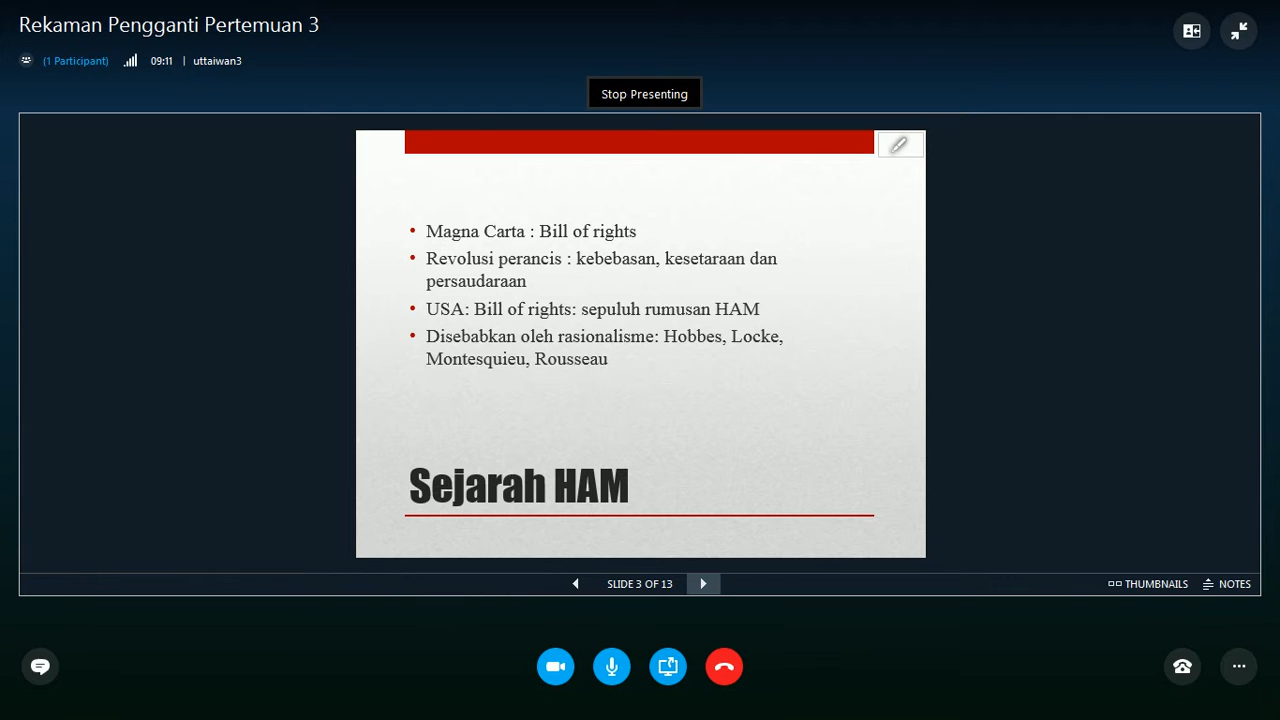 Rekaman Pengganti Pertemuan 3
(1 Participant) 09:11 | uttaiwan3
Stop Presenting
• Magna Carta : Bill of rights
• Revolusi perancis : kebebasan, kesetaraan dan
persaudaraan
• USA: Bill of rights: sepuluh rumusan HAM
• Disebabkan oleh rasionalisme: Hobbes, Locke,
Montesquieu, Rousseau
Sejarah HAM
SLIDE 3 OF 13
THUMBNAILS
NOTES